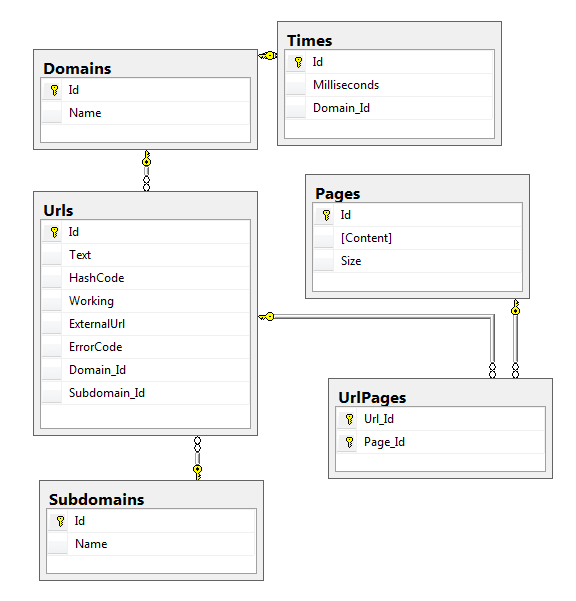 Domains
Id
Name
Times
Id
Milliseconds
Domain_Id
Urls
Id
Text
HashCode
Working
ExternalUrl
ErrorCode
Domain_Id
Subdomain_Id
Pages
Id
[Content]
Size
UrlPages
Url_Id
Page_Id
Subdomains
Id
Name